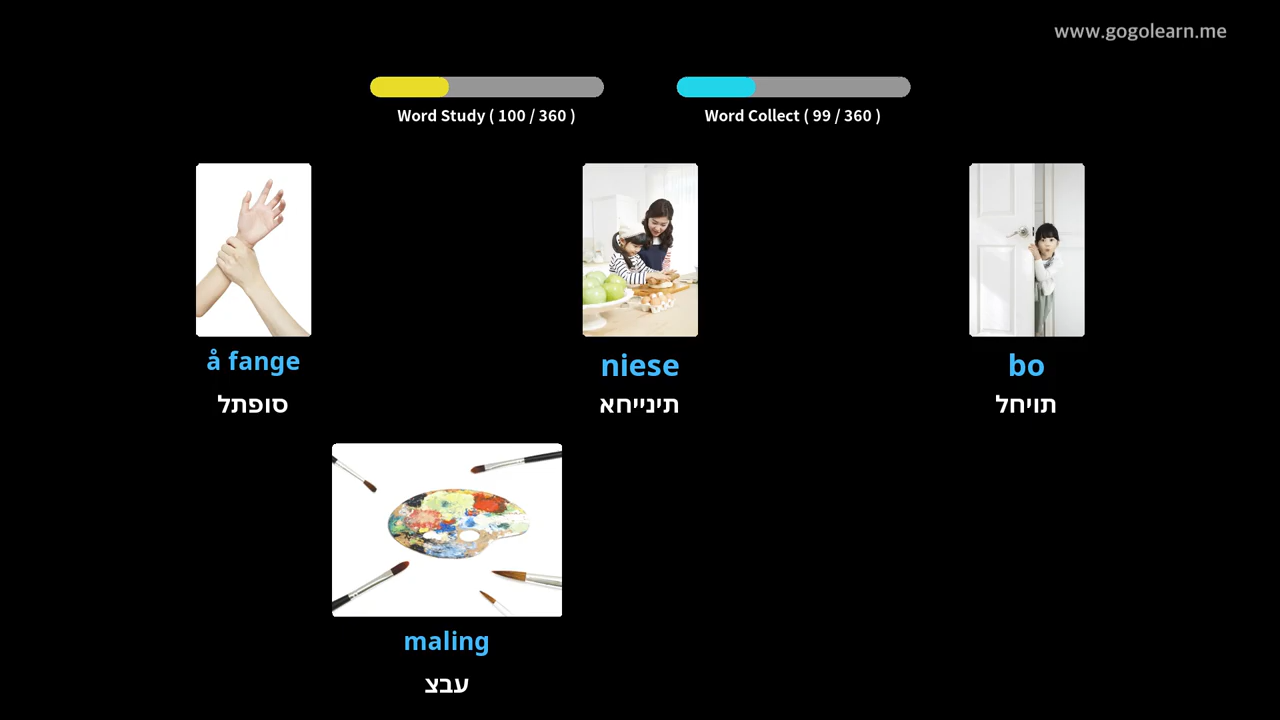 www.gogolearn.me
Word Study ( 100 / 360 )
Word Collect ( 99 / 360 )
å fange
סופתל
niese
תינייחא
bo
תויחל
maling
עבצ